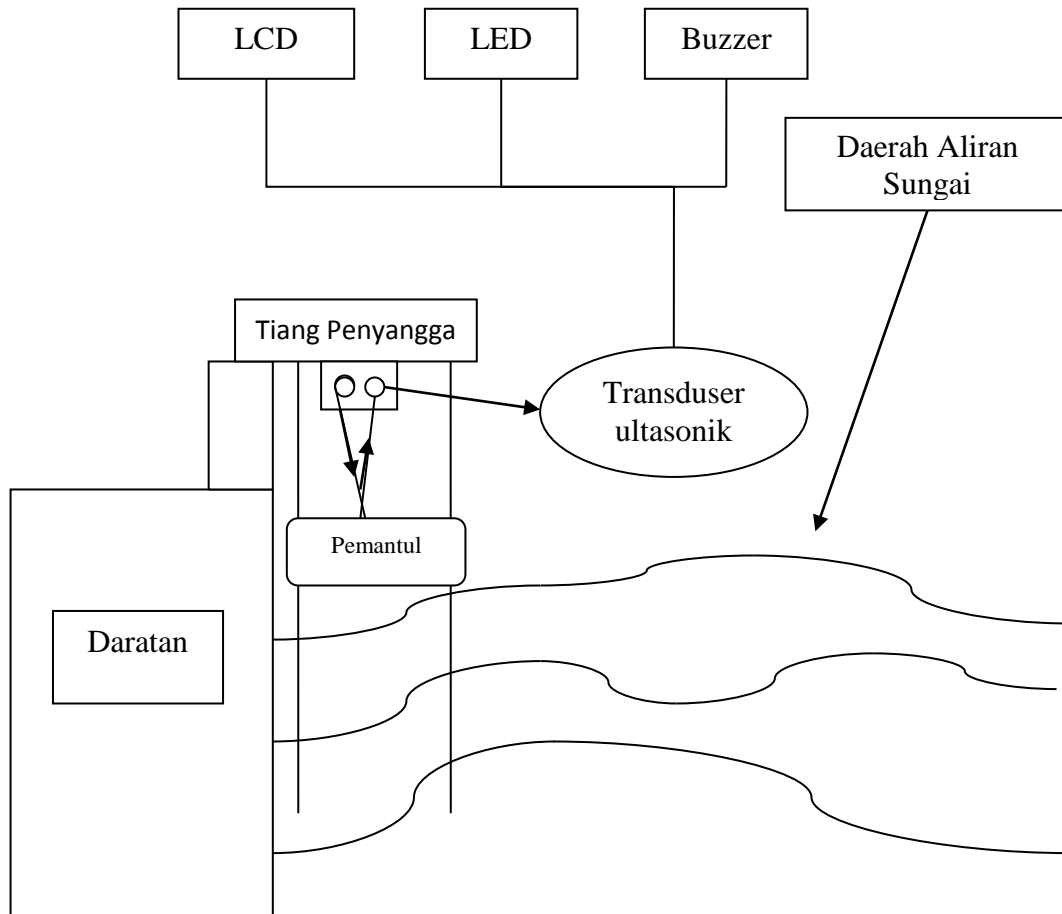 LCD
LED
Buzzer
Daerah Aliran
Sungai
Tiang Penyangga
Transduser
ultasonik
Pemantul
Daratan